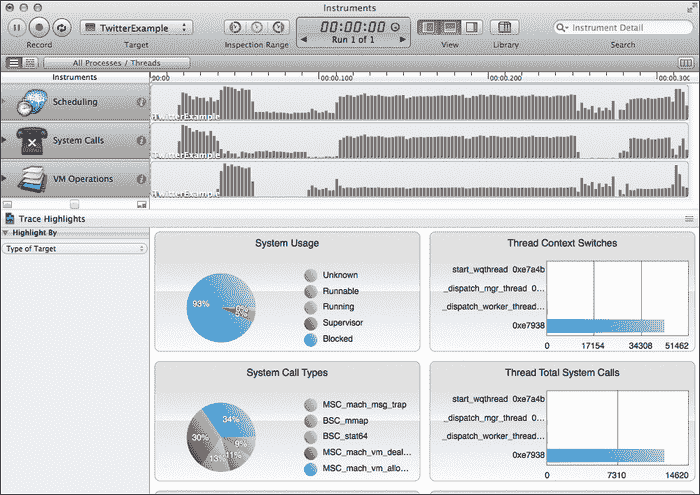 Instruments
TwitterExample
00:00:00
Run 1 of 1
Instrument Detail
Record
Target
Inspection Range
View
Library
Search
All Processes / Threads
Instruments
00:00
00:00.100
00:00.200
00:00.300
Scheduling
TwitterExample
System Calls
TwitterExample
VM Operations
TwitterExample
Trace Highlights
Highlight By
Type of Target
System Usage
93%
5%
Unknown
Runnable
Running
Supervisor
Blocked
Thread Context Switches
start_wqthread 0xe7a4b
_dispatch_mgr_thread 0...
_dispatch_worker_thread...
0xe7938
0 17154 34308 51462
System Call Types
34%
30%
9%
11%
13%
MSC_mach_msg_trap
BSC_mmap
BSC_stat64
MSC_mach_vm_deal...
MSC_mach_vm_allo...
Thread Total System Calls
start_wqthread 0xe7a4b
_dispatch_mgr_thread 0...
_dispatch_worker_thread...
0xe7938
0 7310 14620